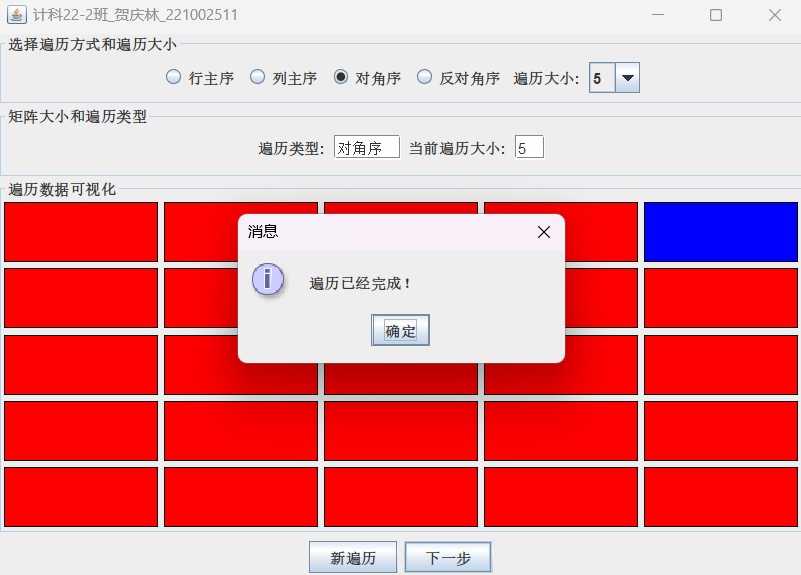 计科22-2班_贺庆林_221002511
选择遍历方式和遍历大小
行主序 列主序 对角序 反对角序 遍历大小: 5
矩阵大小和遍历类型
遍历类型: 对角序 当前遍历大小: 5
遍历数据可视化
消息
遍历已经完成！
确定
新遍历 下一步